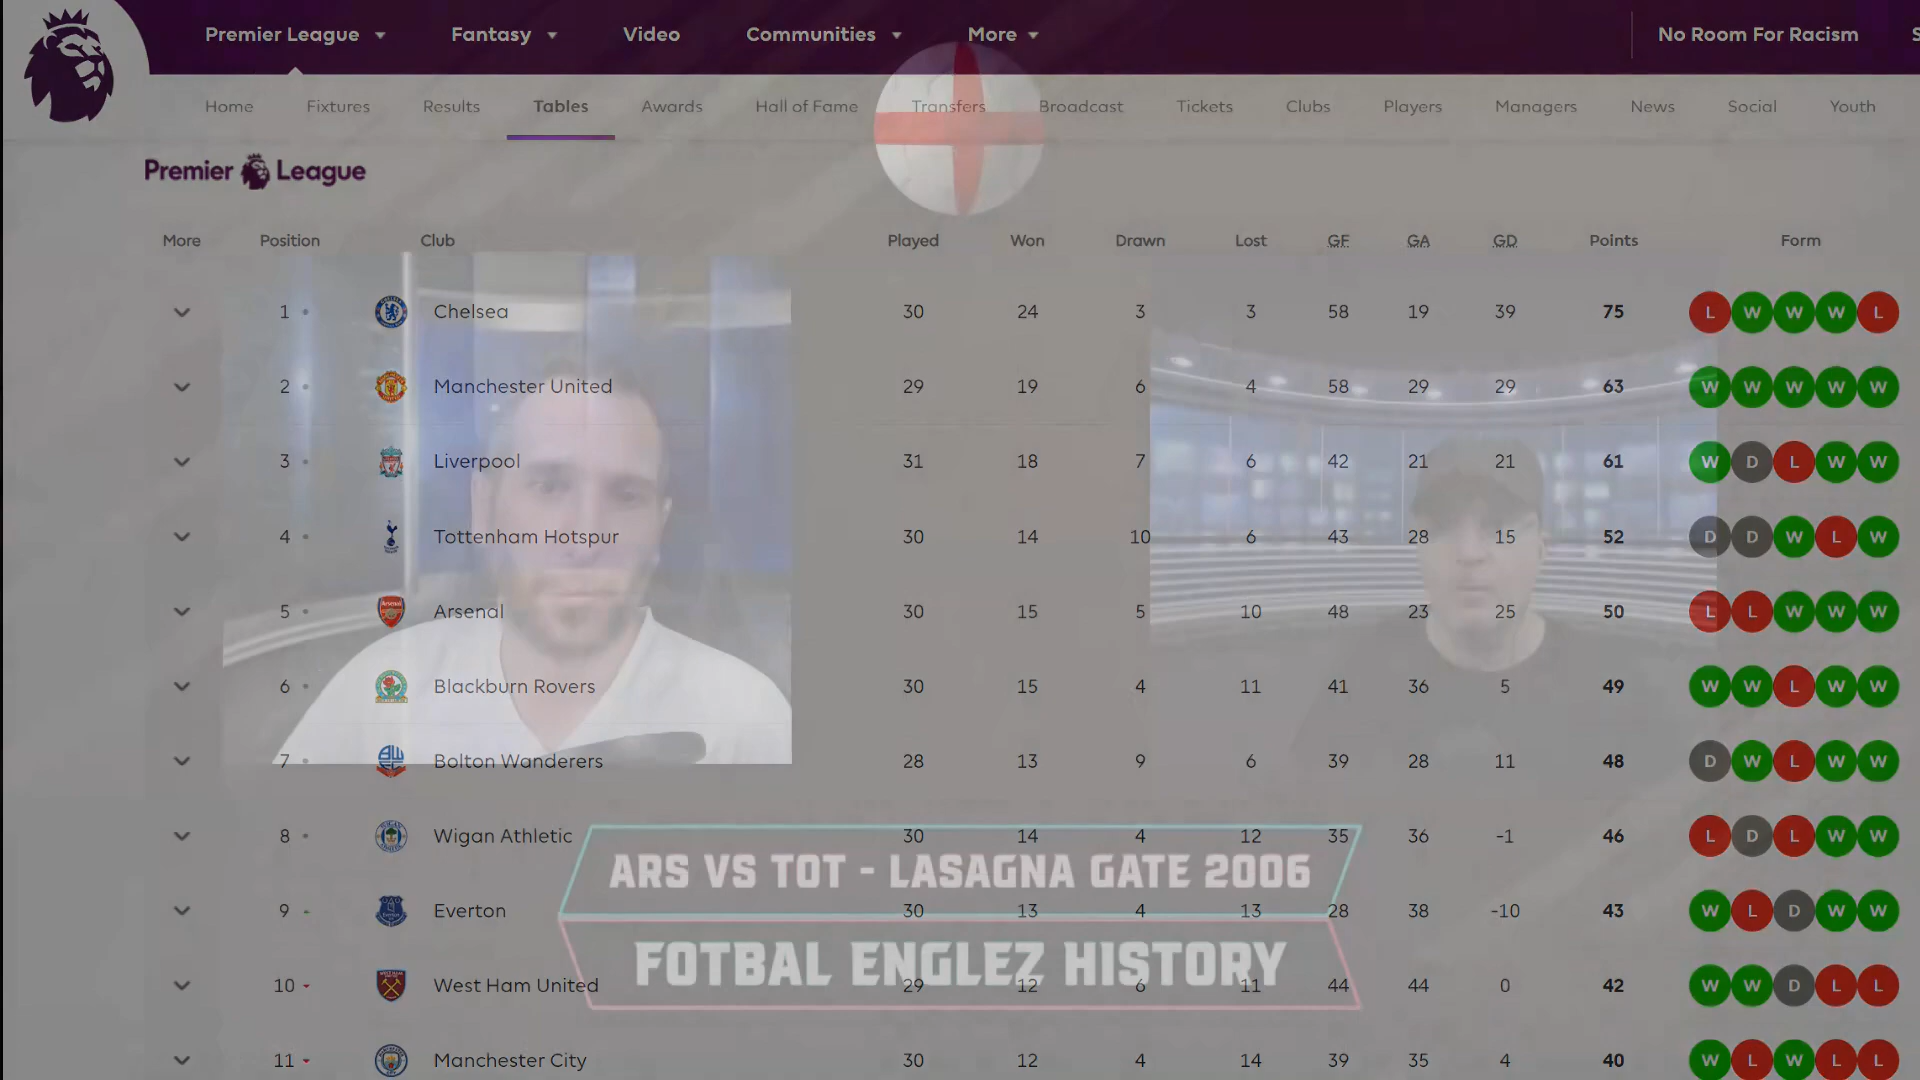 Premier League Fantasy Video Communities More No Room For Racism S
Home Fixtures Results Tables Awards Hall of Fame Transfers Broadcast Tickets Clubs Players Managers News Social Youth
Premier League
More Position Club Played Won Drawn Lost GF GA GD Points Form
1 Chelsea 30 24 3 3 58 19 39 75 L W W W L
2 Manchester United 29 19 6 4 58 29 29 63 W W W W W
3 Liverpool 31 18 7 6 42 21 21 61 W D L W W
4 Tottenham Hotspur 30 14 10 6 43 28 15 52 D D W L W
5 Arsenal 30 15 5 10 48 23 25 50 L L W W W
6 Blackburn Rovers 30 15 4 11 41 36 5 49 W W L W W
7 Bolton Wanderers 28 13 9 6 39 28 11 48 D W L W W
8 Wigan Athletic 30 14 4 12 35 36 -1 46 L D L W W
ARS VS TOT - LASAGNA GATE 2006
9 Everton 30 13 4 13 28 38 -10 43 W L D W W
FOTBAL ENGLEZ HISTORY
10 West Ham United 29 12 6 11 44 44 0 42 W W D L L
11 Manchester City 30 12 4 14 39 35 4 40 W L W L L